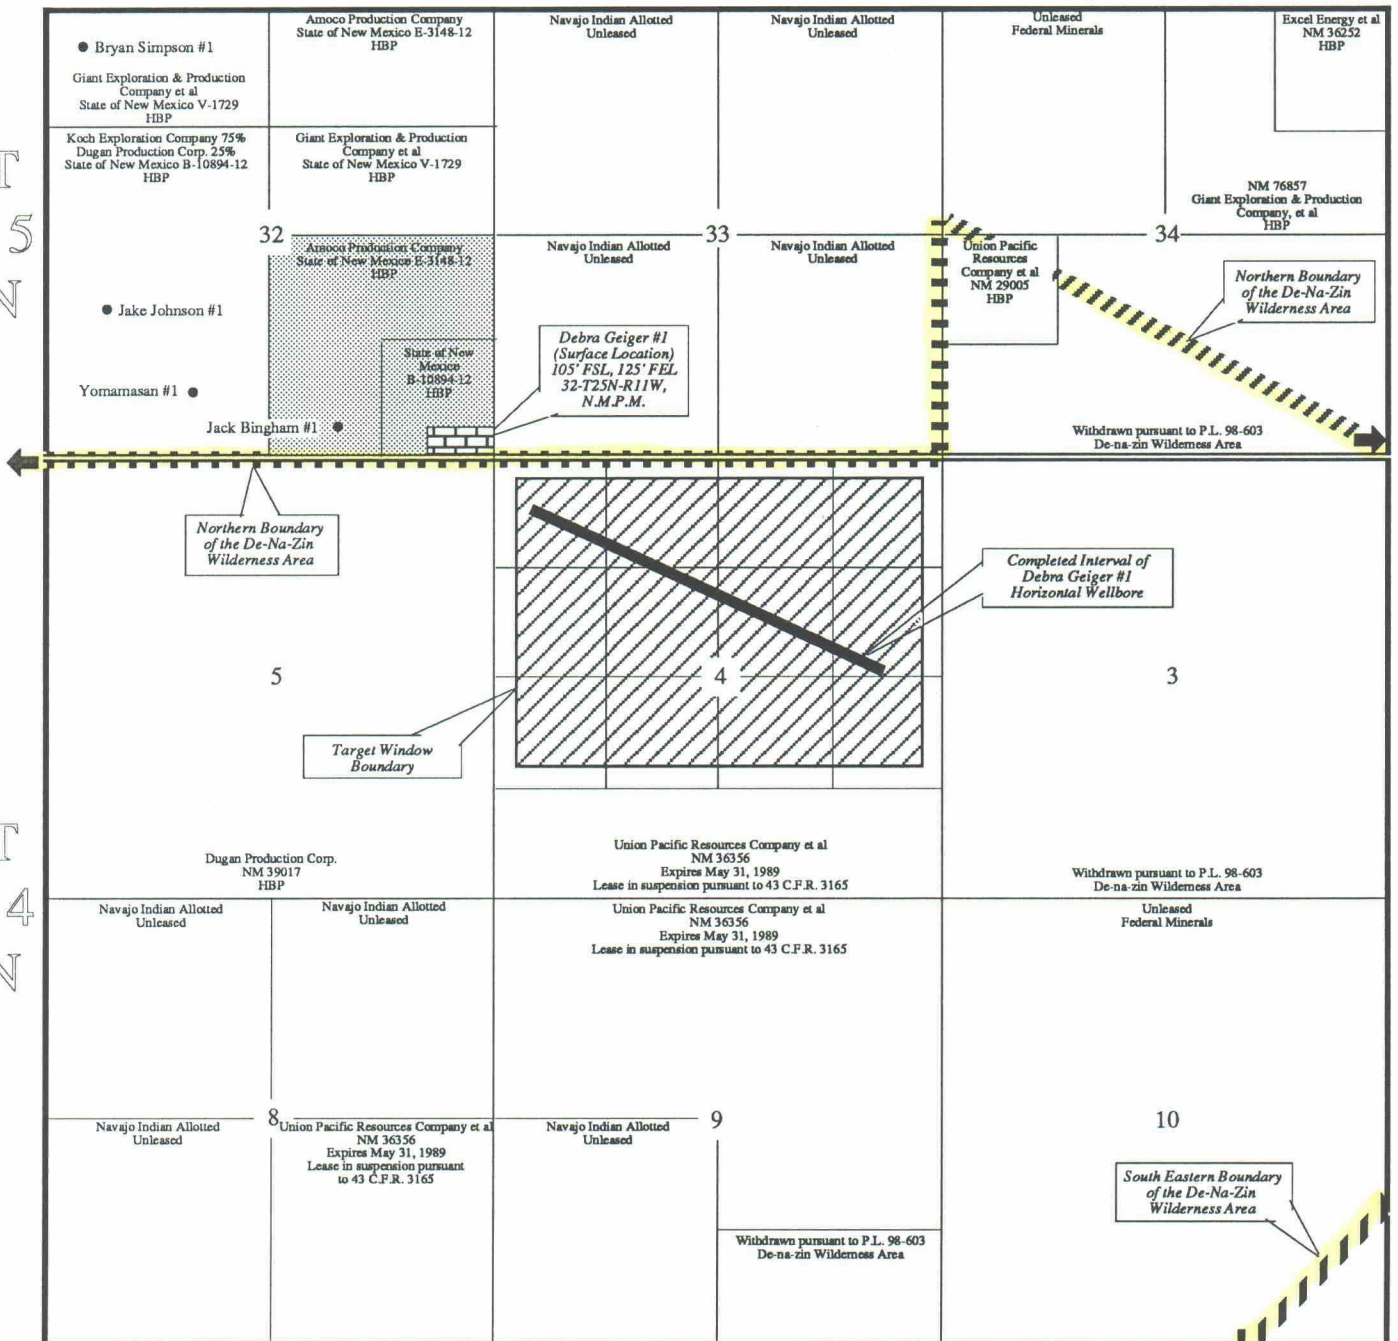 Bryan Simpson #1
Giant Exploration & Production
Company et al
State of New Mexico V-1729
HBP
Amoco Production Company
State of New Mexico E-3148-12
HBP
Navajo Indian Allotted
Unleased
Navajo Indian Allotted
Unleased
Unleased
Federal Minerals
Excel Energy et al
NM 36252
HBP
Koch Exploration Company 75%
Dugan Production Corp. 25%
State of New Mexico B-10894-12
HBP
Giant Exploration & Production
Company et al
State of New Mexico V-1729
HBP
NM 76857
Giant Exploration & Production
Company, et al
HBP
T
5
N
32
33
34
Amoco Production Company
State of New Mexico E-3148-12
HBP
Navajo Indian Allotted
Unleased
Navajo Indian Allotted
Unleased
Union Pacific
Resources
Company et al
NM 29005
HBP
Northern Boundary
of the De-Na-Zin
Wilderness Area
Jake Johnson #1
Yomamasan #1
Jack Bingham #1
State of New
Mexico
B-10894-12
HBP
Debra Geiger #1
(Surface Location)
105' FSL, 125' FEL
32-T25N-R11W,
N.M.P.M.
Withdrawn pursuant to P.L. 98-603
De-na-zin Wilderness Area
Northern Boundary
of the De-Na-Zin
Wilderness Area
Completed Interval of
Debra Geiger #1
Horizontal Wellbore
5
4
3
Target Window
Boundary
T
4
N
Dugan Production Corp.
NM 39017
HBP
Union Pacific Resources Company et al
NM 36356
Expires May 31, 1989
Lease in suspension pursuant to 43 C.F.R. 3165
Withdrawn pursuant to P.L. 98-603
De-na-zin Wilderness Area
Navajo Indian Allotted
Unleased
Navajo Indian Allotted
Unleased
Union Pacific Resources Company et al
NM 36356
Expires May 31, 1989
Lease in suspension pursuant to 43 C.F.R. 3165
Unleased
Federal Minerals
8
9
10
Navajo Indian Allotted
Unleased
Union Pacific Resources Company et al
NM 36356
Expires May 31, 1989
Lease in suspension pursuant
to 43 C.F.R. 3165
Navajo Indian Allotted
Unleased
Withdrawn pursuant to P.L. 98-603
De-na-zin Wilderness Area
South Eastern Boundary
of the De-Na-Zin
Wilderness Area